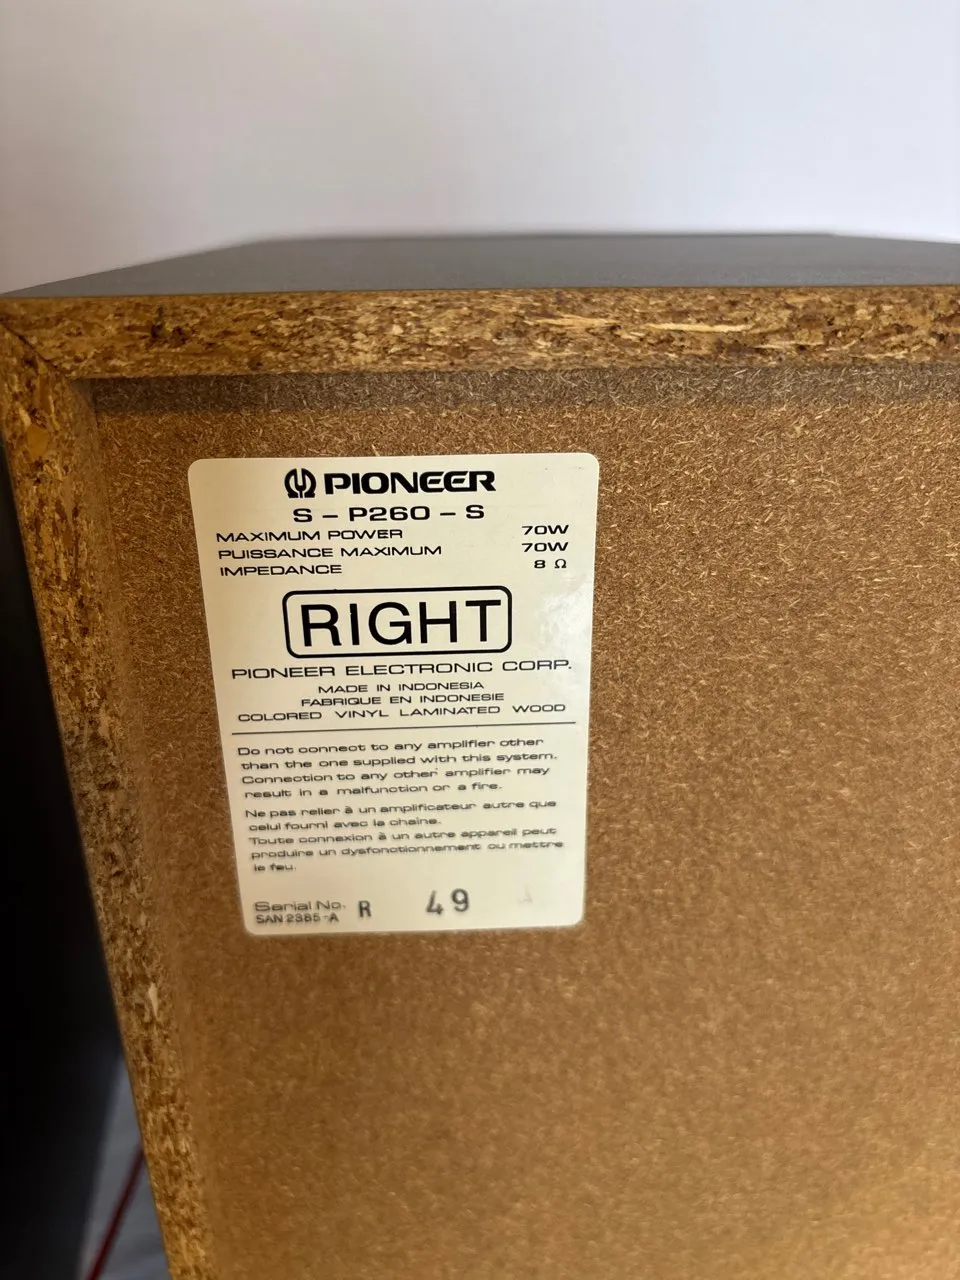 PIONEER
S - P260 - S
MAXIMUM POWER 70W
PUISSANCE MAXIMUM 70W
IMPEDANCE 8 Ω
RIGHT
PIONEER ELECTRONIC CORP.
MADE IN INDONESIA
FABRIQUE EN INDONESIE
COLORED VINYL LAMINATED WOOD
Do not connect to any amplifier other
than the one supplied with this system.
Connection to any other amplifier may
result in a malfunction or a fire.
Ne pas relier à un amplificateur autre que
celui fourni avec la chaîne.
Toute connexion à un autre appareil peut
produire un dysfonctionnement ou mettre
le feu.
Serial No. R 49
SAN 2385-A